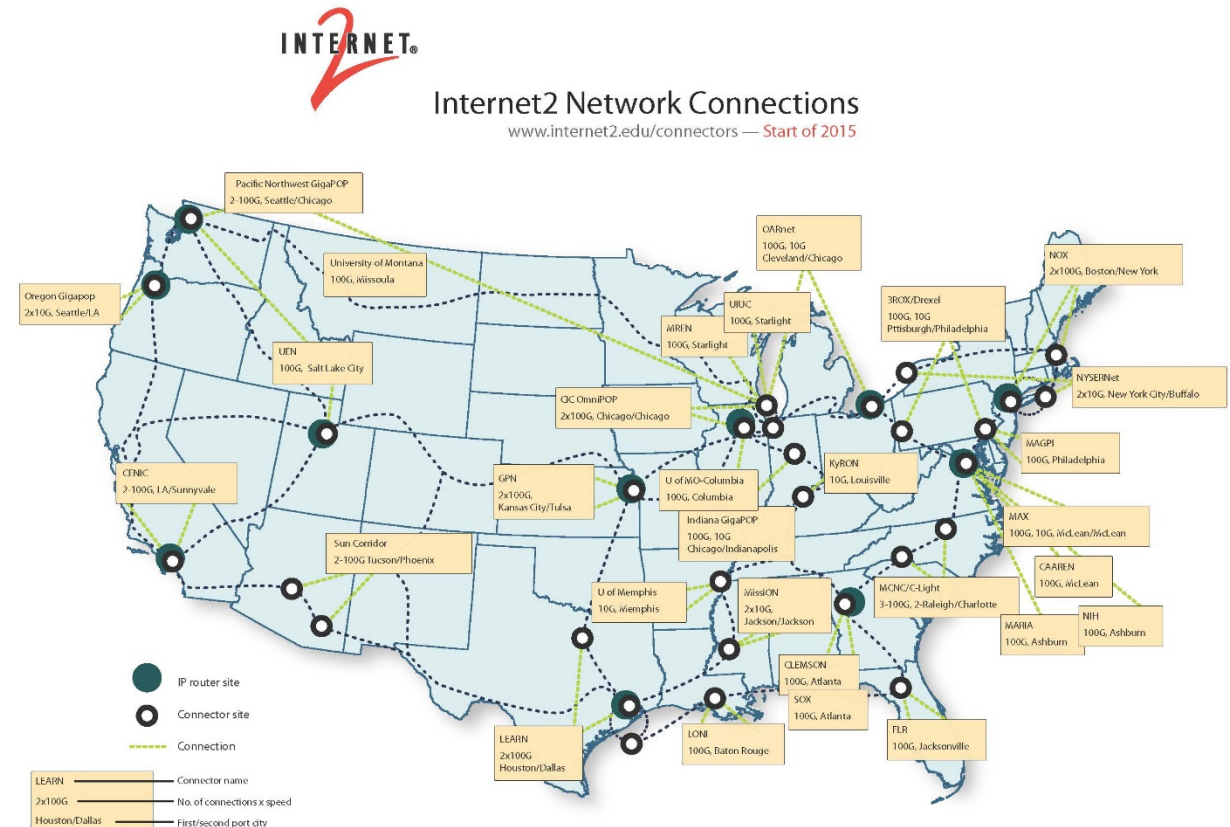 INTERNET®
2
Internet2 Network Connections
www.internet2.edu/connectors — Start of 2015
Pacific Northwest GigaPOP
2-100G, Seattle/Chicago
University of Montana
100G, Missoula
Oregon Gigapop
2x10G, Seattle/LA
UEN
100G, Salt Lake City
OARnet
100G, 10G
Cleveland/Chicago
UIUC
100G, Starlight
MREN
100G, Starlight
NOX
2x100G, Boston/New York
3ROX/Drexel
100G, 10G
Pttisburgh/Philadelphia
NYSERNet
2x10G, New York City/Buffalo
CIC OmniPOP
2x100G, Chicago/Chicago
MAGPI
100G, Philadelphia
CENIC
2-100G, LA/Sunnyvale
GPN
2x100G,
Kansas City/Tulsa
U of MO-Columbia
100G, Columbia
KyRON
10G, Louisville
Indiana GigaPOP
100G, 10G
Chicago/Indianapolis
MAX
100G, 10G, McLean/McLean
Sun Corridor
2-100G Tucson/Phoenix
CAAREN
100G, McLean
U of Memphis
10G, Memphis
MissiON
2x10G,
Jackson/Jackson
MCNC/C-Light
3-100G, 2-Raleigh/Charlotte
MARIA
100G, Ashburn
NIH
100G, Ashburn
CLEMSON
100G, Atlanta
SOX
100G, Atlanta
LEARN
2x100G
Houston/Dallas
LONI
100G, Baton Rouge
FLR
100G, Jacksonville
IP router site
Connector site
Connection
LEARN Connector name
2x100G No. of connections x speed
Houston/Dallas First/second port city